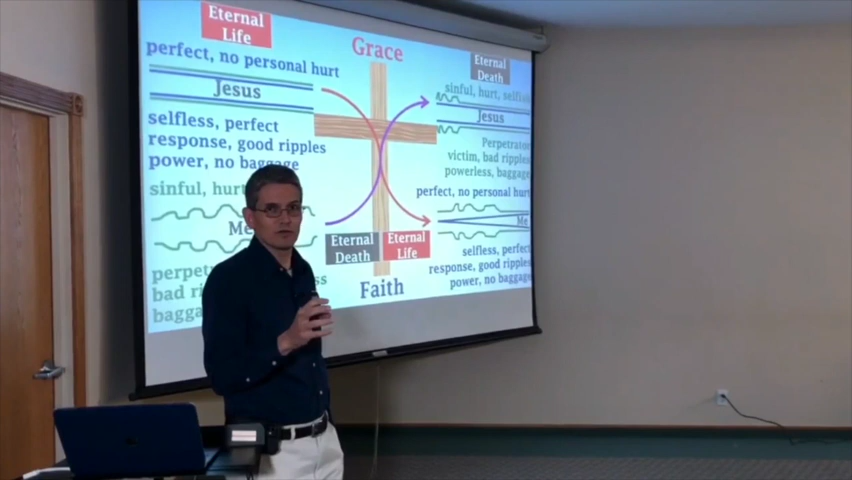 Eternal
Life
perfect, no personal hurt
Jesus
selfless, perfect
response, good ripples
power, no baggage
sinful, hurt
Me
Grace
Eternal
Death
Eternal
Life
Faith
Eternal
Death
sinful, hurt, selfish
Jesus
Perpetrator
victim, bad ripples
powerless, baggage
perfect, no personal hurt
Me
selfless, perfect
response, good ripples
power, no baggage